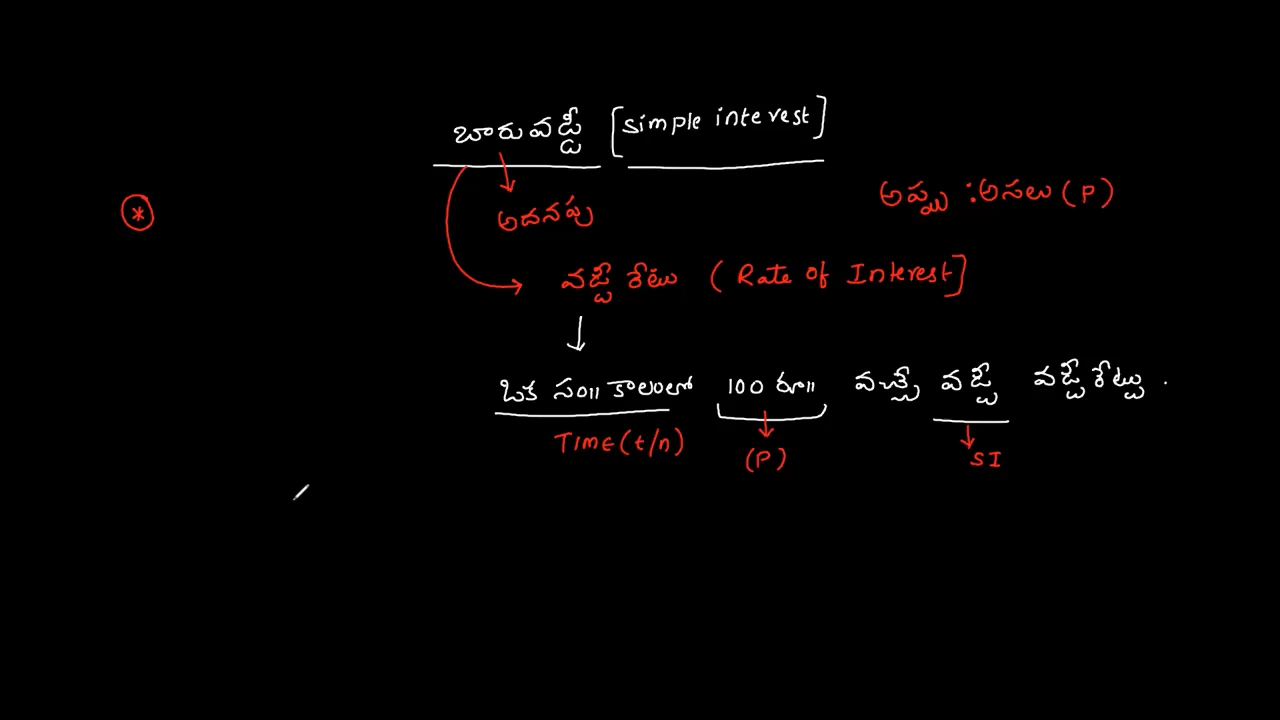 బారువడ్డీ [simple interest]
*
అప్పు : అసలు (P)
అదనపు
వడ్డీ రేటు (Rate of Interest]
ఒక సం॥ కాలంలో 100 రూ॥ వచ్చే వడ్డీ వడ్డీ రేట్టు .
TIME(t/n) (P) SI